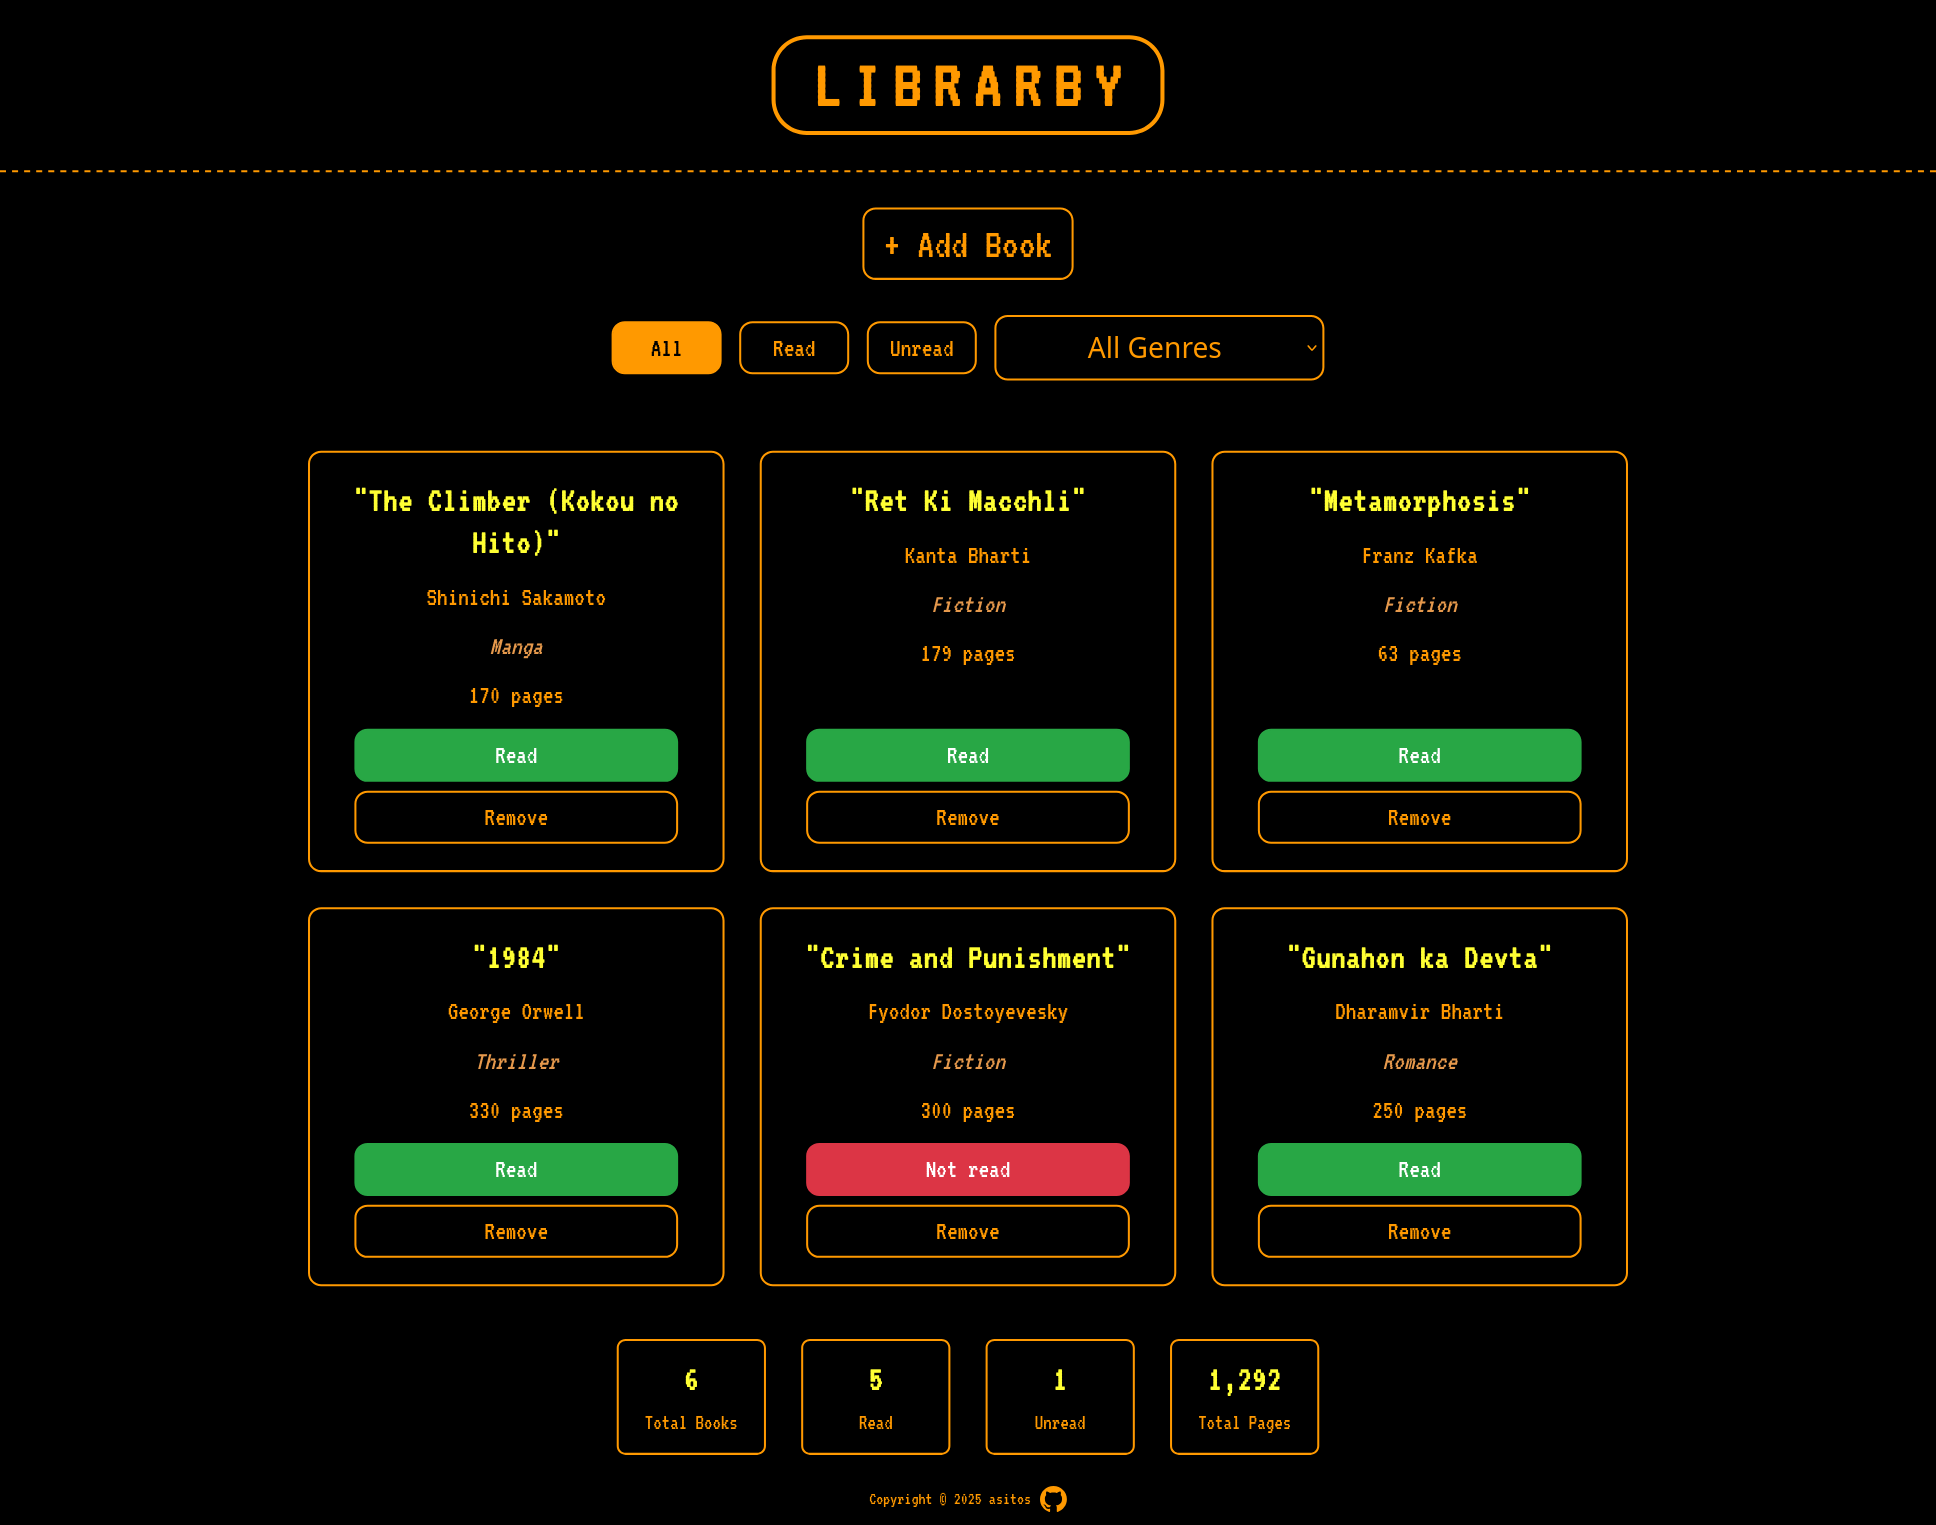 LIBRARBY
+ Add Book
All
Read
Unread
All Genres
"The Climber (Kokou no
Hito)"
Shinichi Sakamoto
Manga
170 pages
Read
Remove
"Ret Ki Macchli"
Kanta Bharti
Fiction
179 pages
Read
Remove
"Metamorphosis"
Franz Kafka
Fiction
63 pages
Read
Remove
"1984"
George Orwell
Thriller
330 pages
Read
Remove
"Crime and Punishment"
Fyodor Dostoyevesky
Fiction
300 pages
Not read
Remove
"Gunahon ka Devta"
Dharamvir Bharti
Romance
250 pages
Read
Remove
6
Total Books
5
Read
1
Unread
1,292
Total Pages
Copyright © 2025 asitos